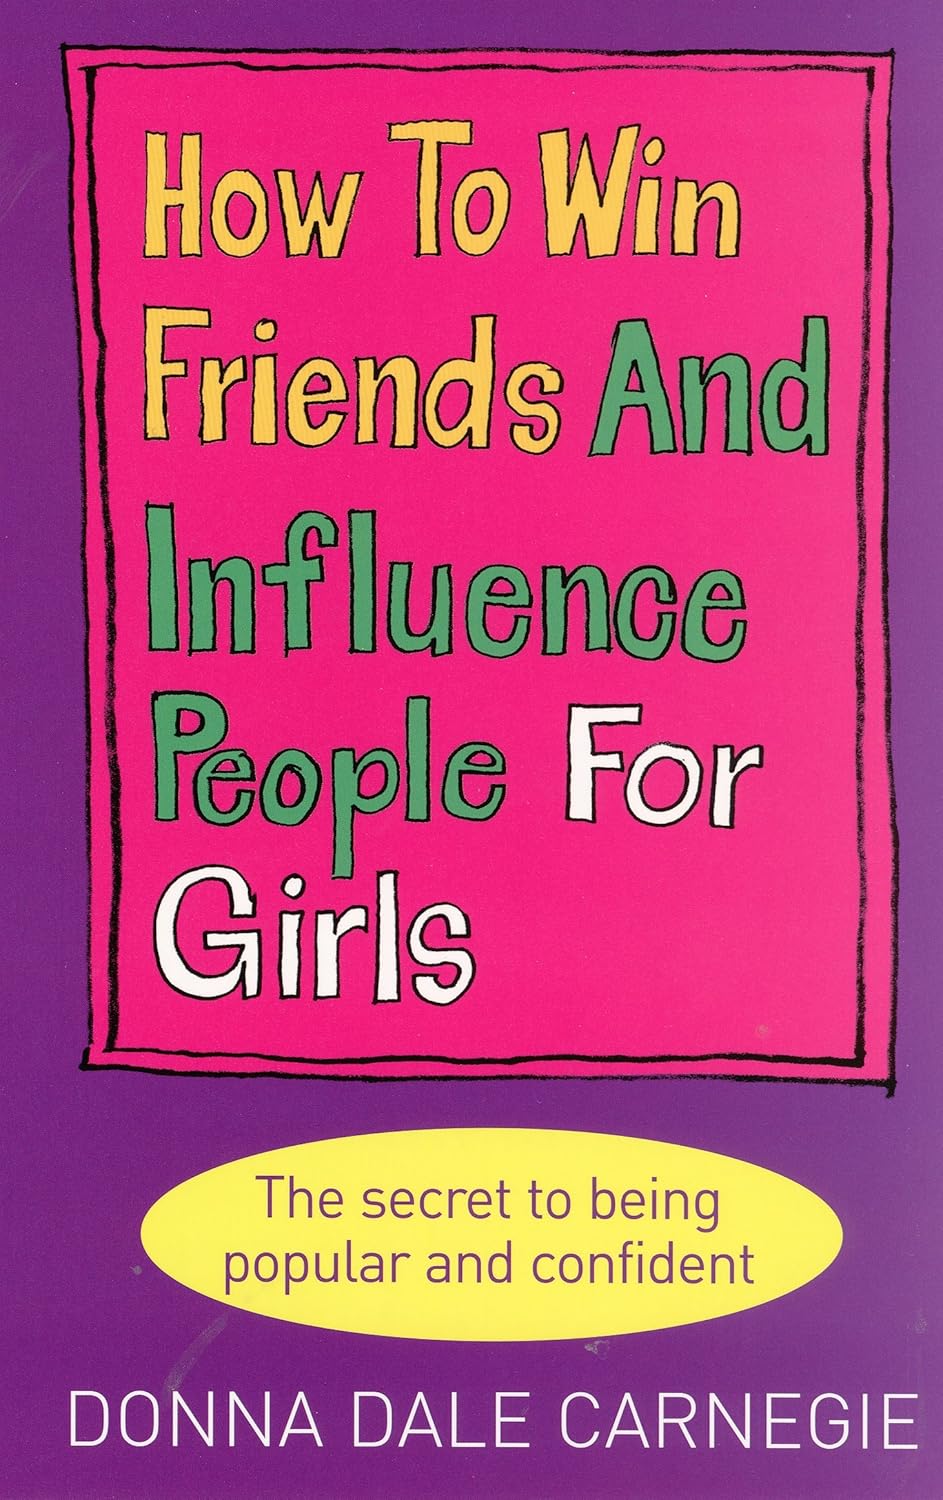 How To Win
Friends And
Influence
People For
Girls
The secret to being
popular and confident
DONNA DALE CARNEGIE